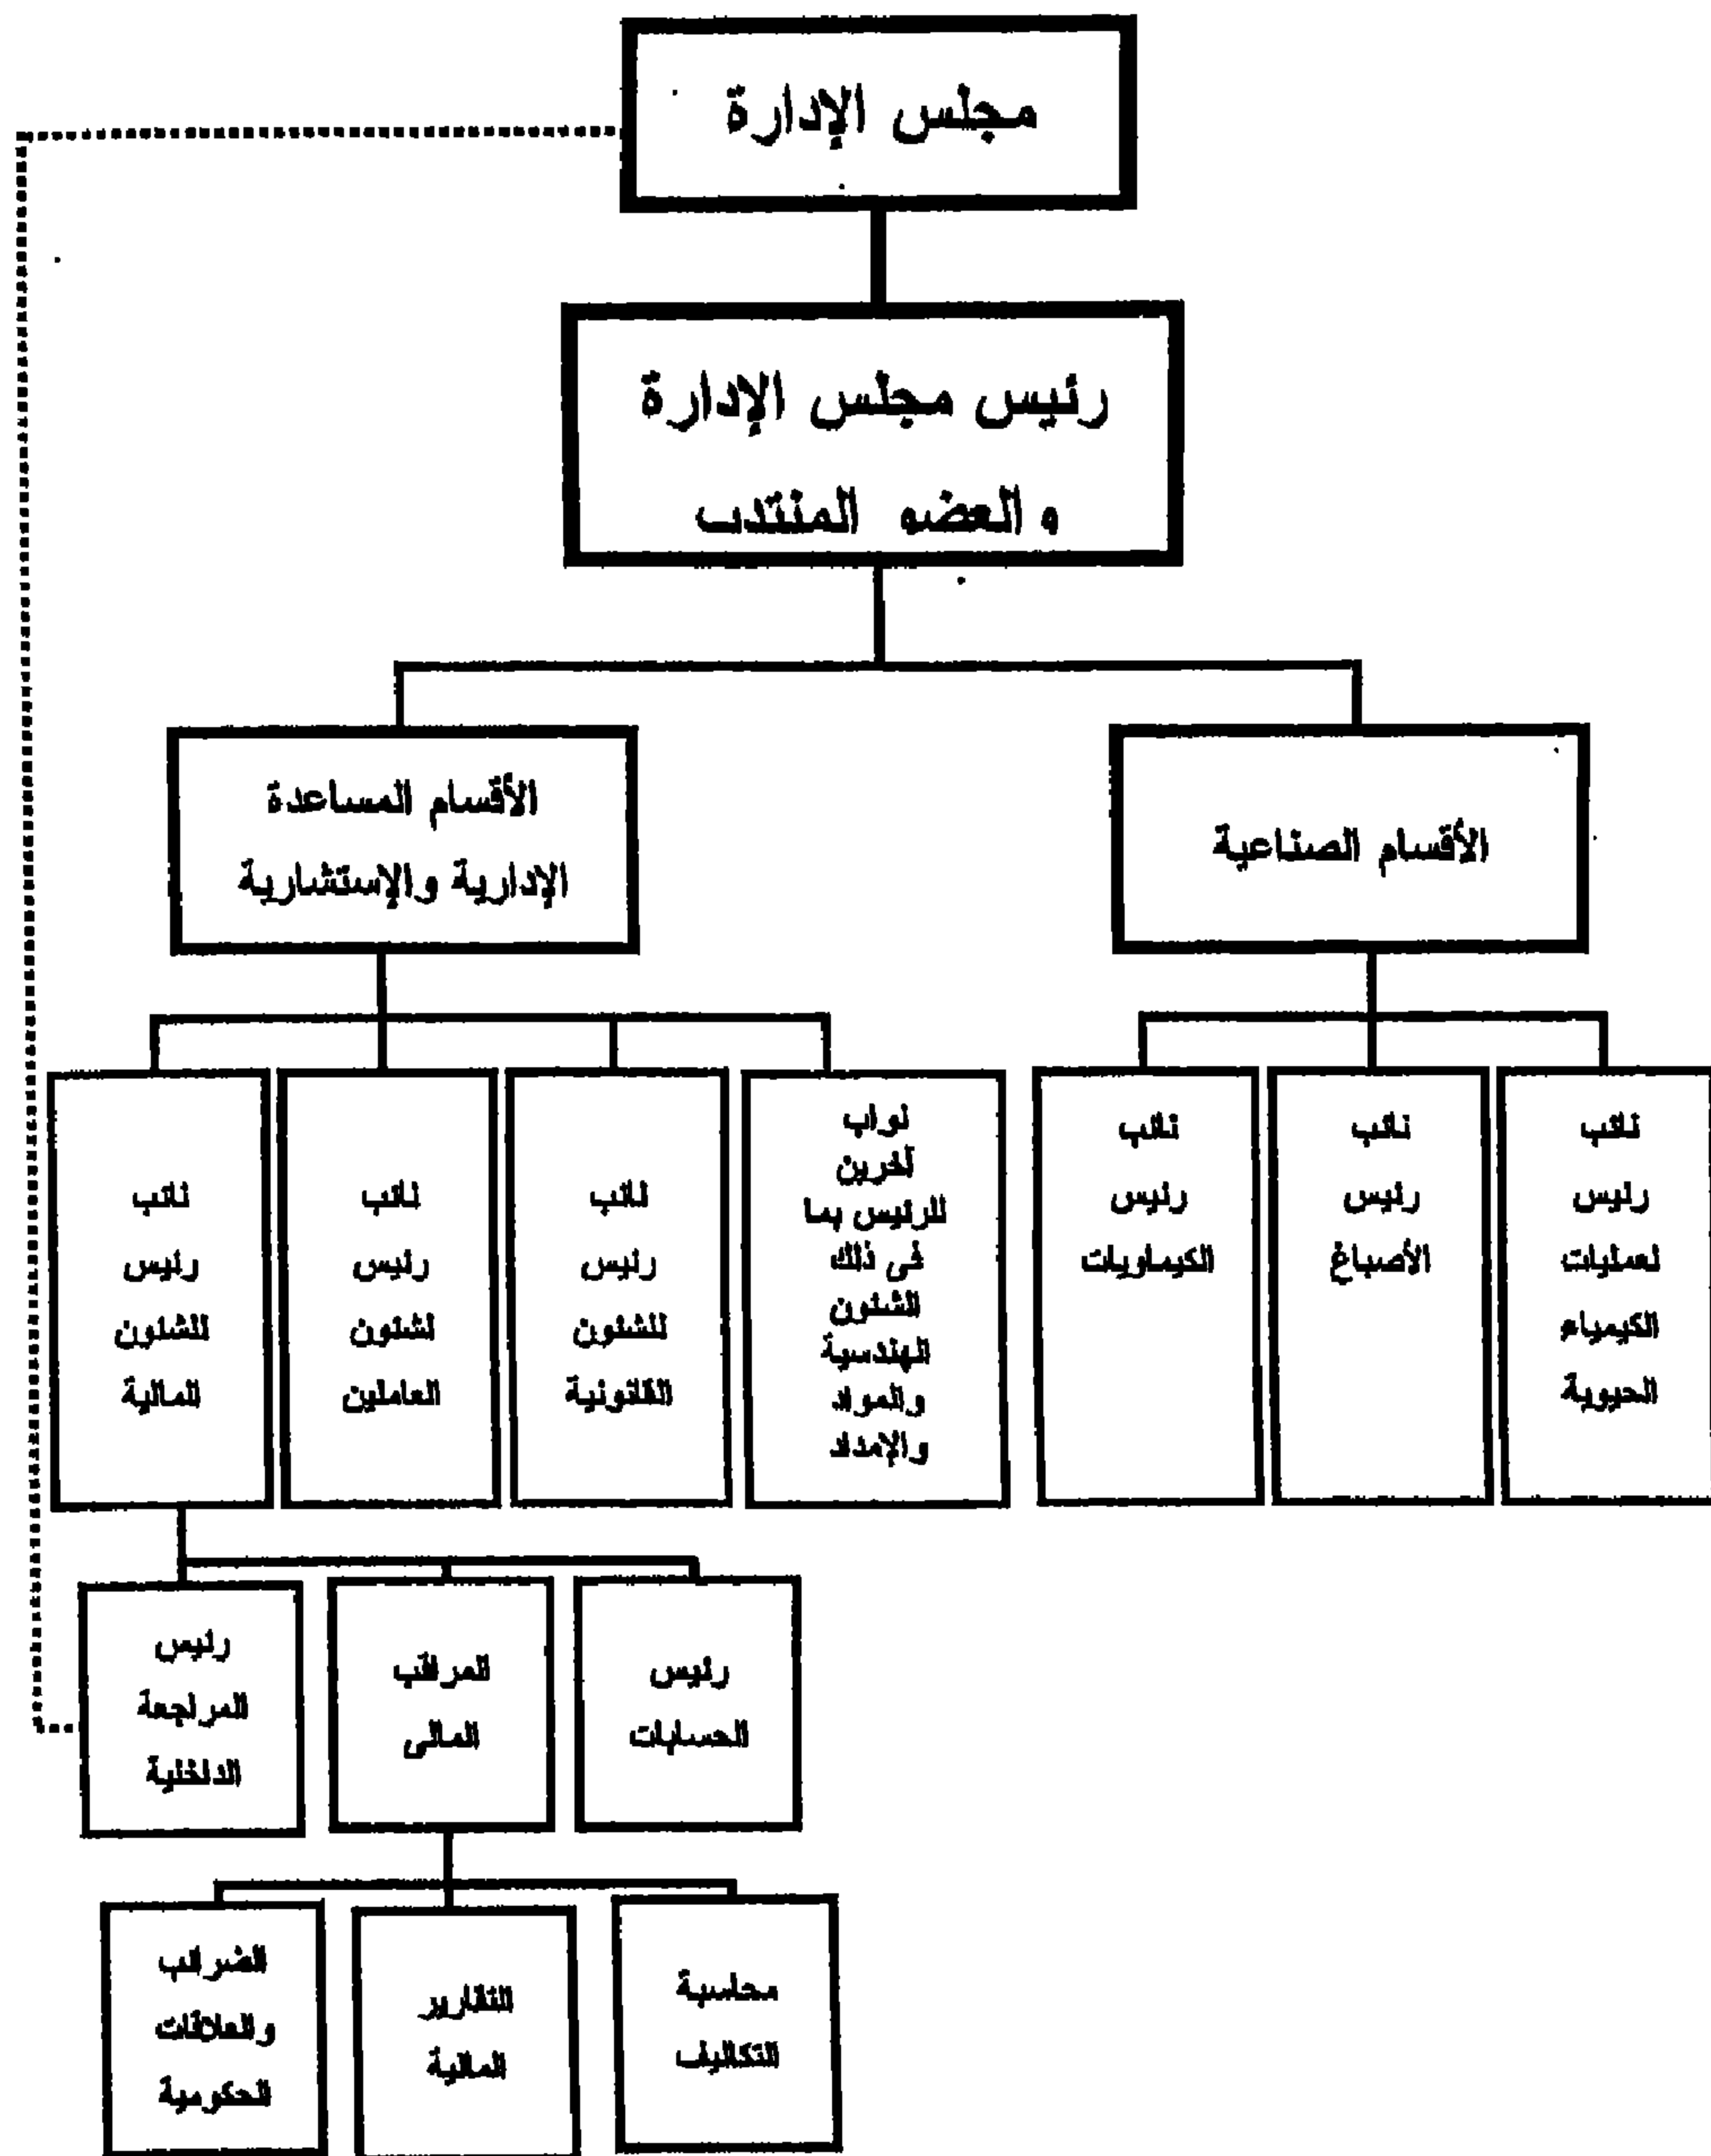 مجلس الإدارة
رئيس مجلس الإدارة
والعضو المنتدب
الأقسام الصناعية
الأقسام المساعدة
الإدارية والإستشارية
نائب
رئيس
لعمليات
الكيمياء
الحيوية
نائب
رئيس
الأصباغ
نائب
رئيس
الكيماويات
نواب
آخرين
للرئيس بما
فى ذلك
الشئون
الهندسية
والمواد
والإمداد
نائب
رئيس
للشئون
القانونية
نائب
رئيس
لشئون
العاملين
نائب
رئيس
للشئون
المالية
رئيس
الحسابات
المراقب
المالى
رئيس
المراجعة
الداخلية
محاسبة
التكاليف
التقارير
المالية
الضرائب
والعلاقات
الحكومية